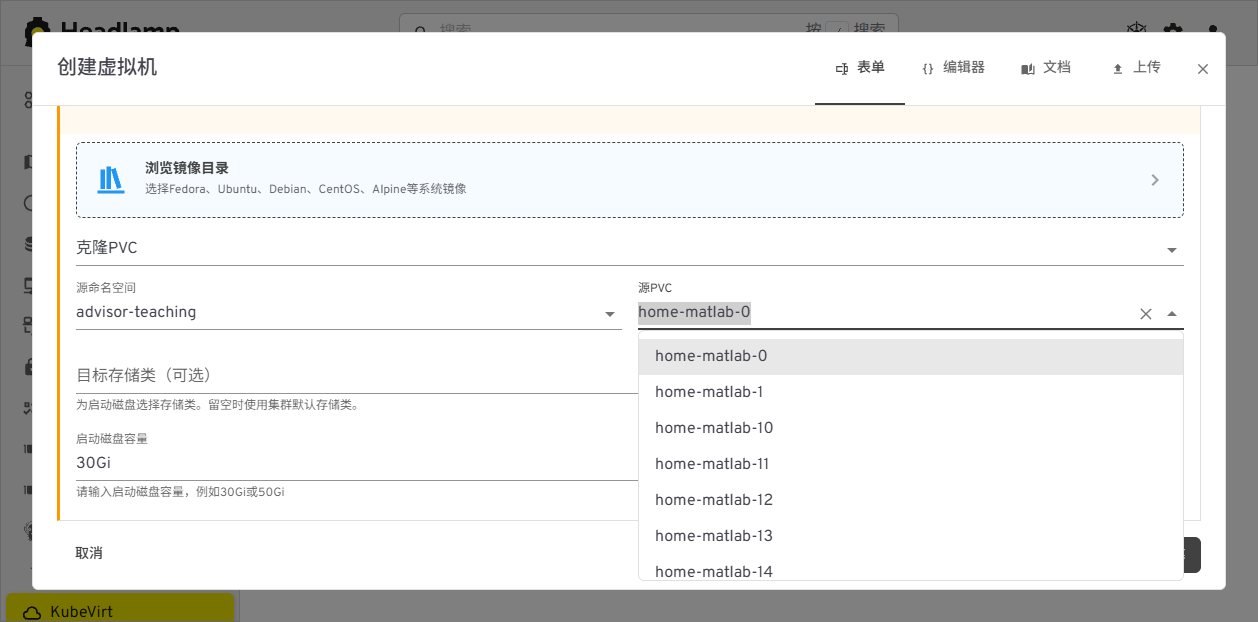 Headlamp
搜索
按 / 搜索
创建虚拟机
表单
{} 编辑器
文档
上传
浏览镜像目录
选择Fedora、Ubuntu、Debian、CentOS、Alpine等系统镜像
克隆PVC
源命名空间
advisor-teaching
源PVC
home-matlab-0
home-matlab-0
home-matlab-1
home-matlab-10
home-matlab-11
home-matlab-12
home-matlab-13
home-matlab-14
目标存储类（可选）
为启动磁盘选择存储类。留空时使用集群默认存储类。
启动磁盘容量
30Gi
请输入启动磁盘容量，例如30Gi或50Gi
取消
KubeVirt